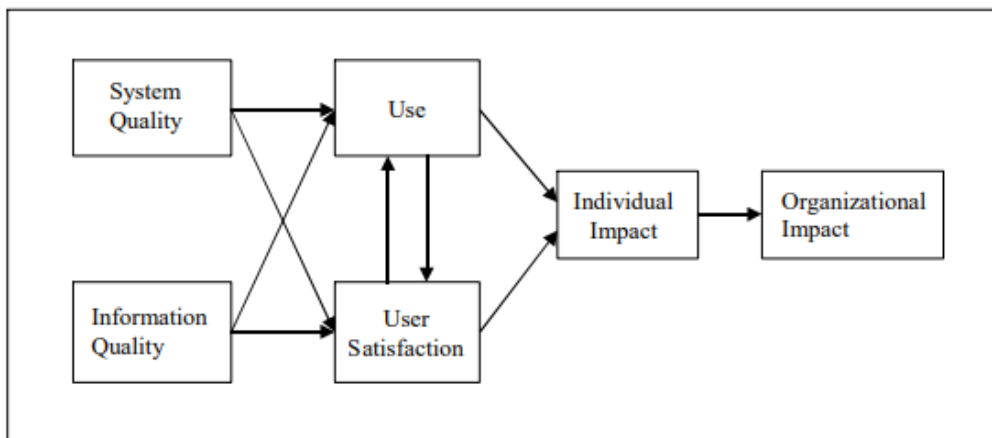 System
Quality
Use
Individual
Impact
Organizational
Impact
Information
Quality
User
Satisfaction